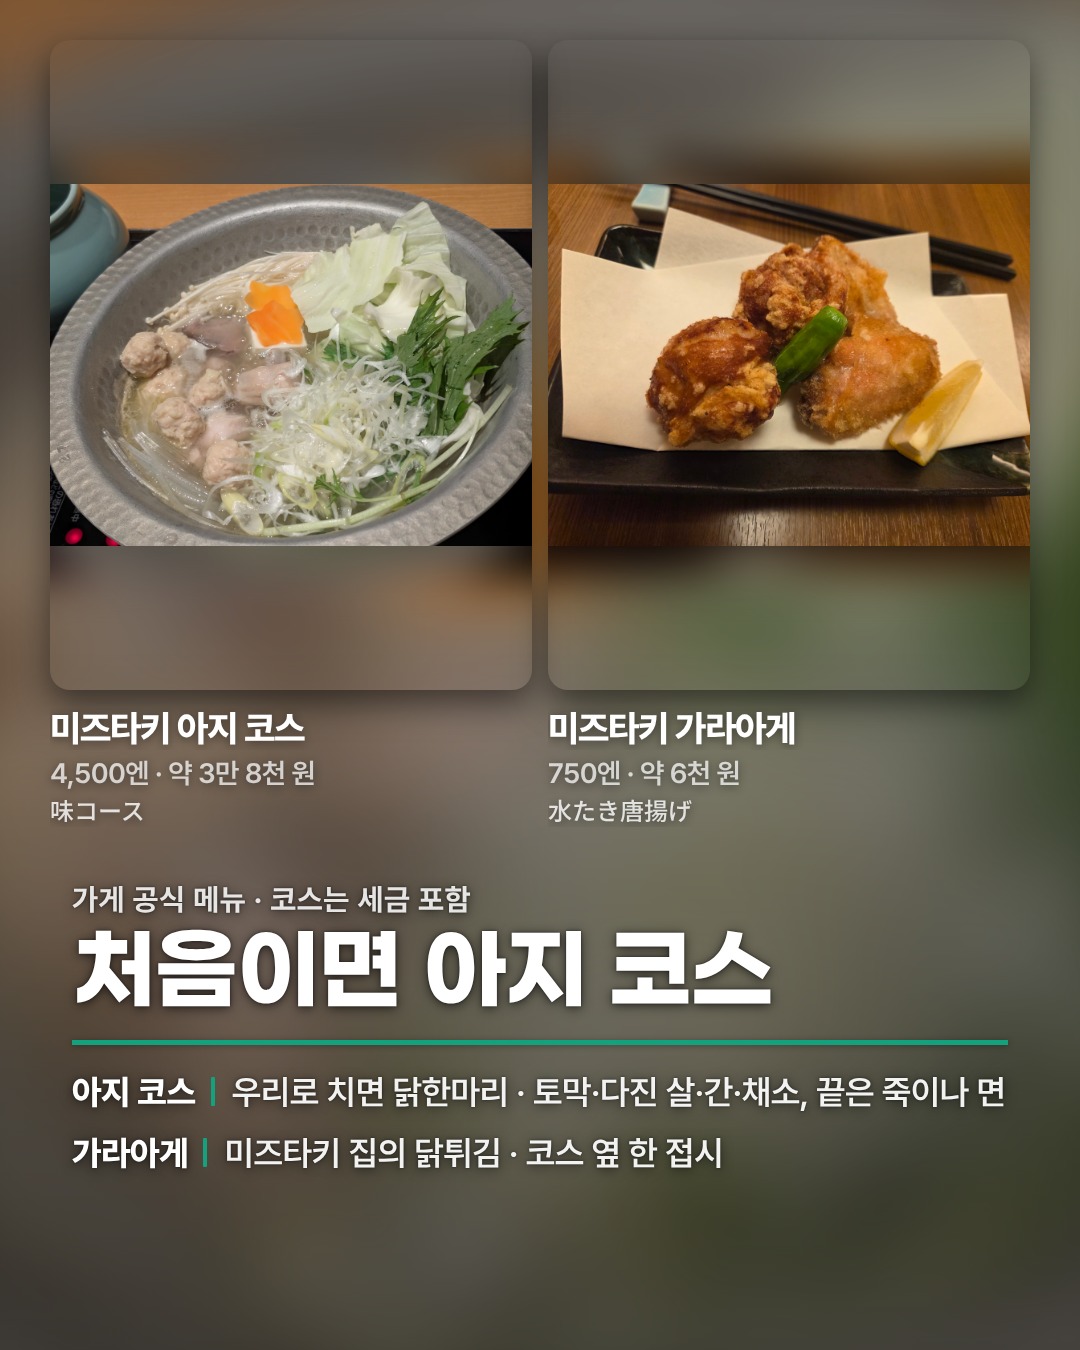 미즈타키 아지 코스
4,500엔 · 약 3만 8천 원
味コース
미즈타키 가라아게
750엔 · 약 6천 원
水たき唐揚げ
가게 공식 메뉴 · 코스는 세금 포함
처음이면 아지 코스
아지 코스 | 우리로 치면 닭한마리 · 토막·다진 살·간·채소, 끝은 죽이나 면
가라아게 | 미즈타키 집의 닭튀김 · 코스 옆 한 접시